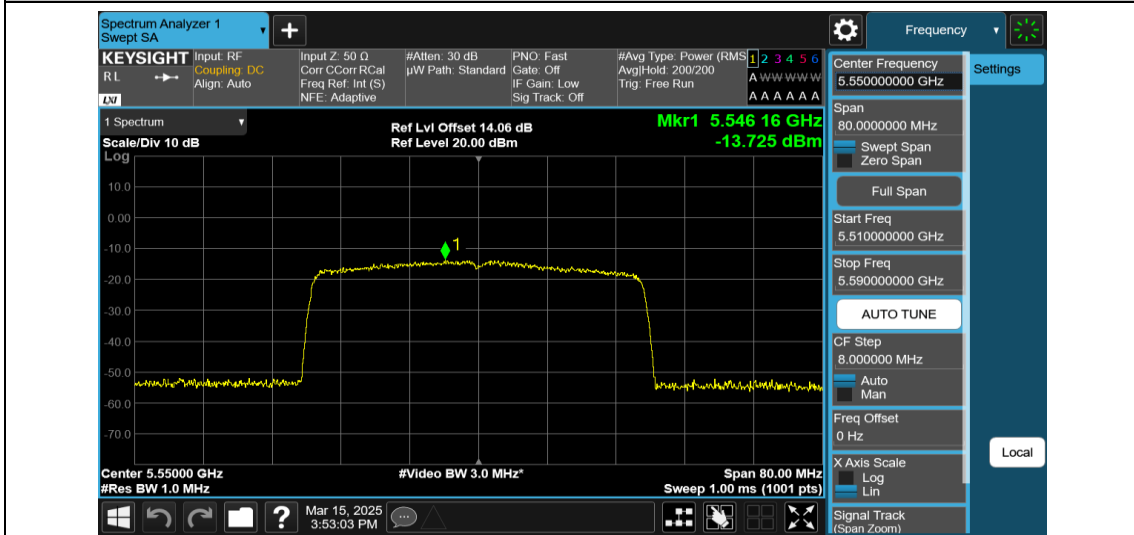 Spectrum Analyzer 1
Swept SA
Frequency
KEYSIGHT
R L
LXI
Input: RF
Coupling: DC
Align: Auto
Input Z: 50 Ω
Corr CCorr RCal
Freq Ref: Int (S)
NFE: Adaptive
#Atten: 30 dB
µW Path: Standard
PNO: Fast
Gate: Off
IF Gain: Low
Sig Track: Off
#Avg Type: Power (RMS
Avg|Hold: 200/200
Trig: Free Run
1 2 3 4 5 6
A W W W W W
A A A A A A
1 Spectrum
Scale/Div 10 dB
Log
Ref Lvl Offset 14.06 dB
Ref Level 20.00 dBm
Mkr1 5.546 16 GHz
-13.725 dBm
10.0
0.00
-10.0
-20.0
-30.0
-40.0
-50.0
-60.0
-70.0
1
Center 5.55000 GHz
#Res BW 1.0 MHz
#Video BW 3.0 MHz*
Span 80.00 MHz
Sweep 1.00 ms (1001 pts)
Center Frequency
5.550000000 GHz
Span
80.0000000 MHz
Swept Span
Zero Span
Full Span
Start Freq
5.510000000 GHz
Stop Freq
5.590000000 GHz
AUTO TUNE
CF Step
8.000000 MHz
Auto
Man
Freq Offset
0 Hz
X Axis Scale
Log
Lin
Signal Track
(Span Zoom)
Settings
Local
?
Mar 15, 2025
3:53:03 PM